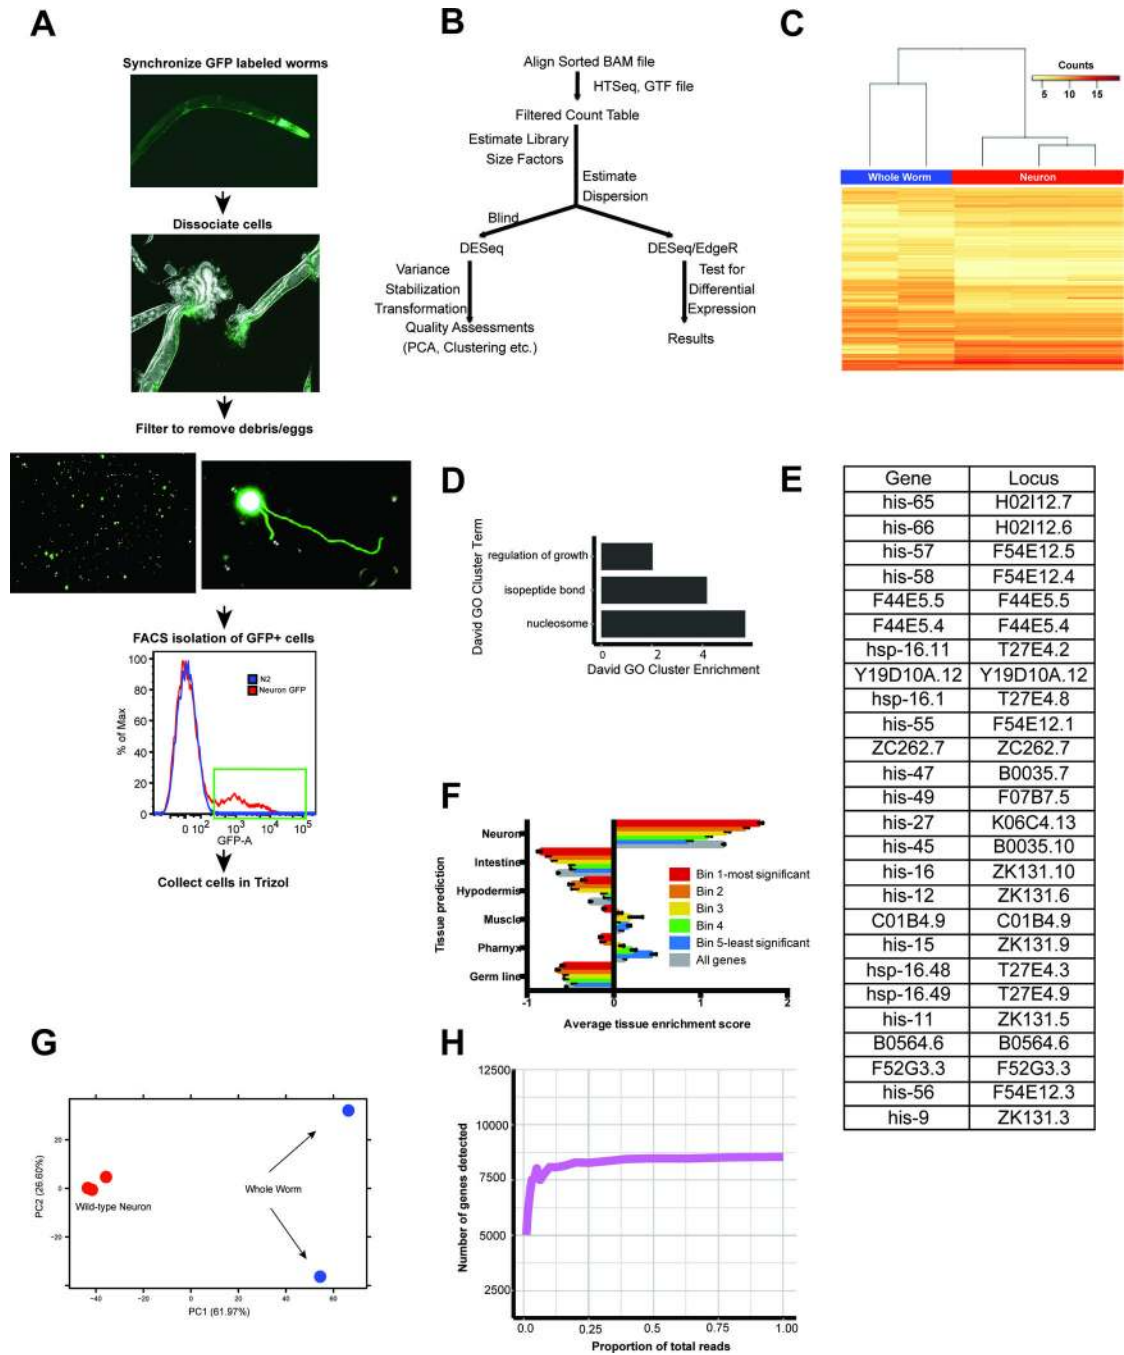 A
Synchronize GFP labeled worms
Dissociate cells
Filter to remove debris/eggs
FACS isolation of GFP+ cells
100
80
60
40
20
0
% of Max
N2
Neuron GFP
0 10² 10³ 10⁴ 10⁵
GFP-A
Collect cells in Trizol
B
Align Sorted BAM file
HTSeq, GTF file
Filtered Count Table
Estimate Library
Size Factors
Estimate
Dispersion
Blind
DESeq
DESeq/EdgeR
Variance
Stabilization
Transformation
Test for
Differential
Expression
Quality Assessments
(PCA, Clustering etc.)
Results
C
Counts
5 10 15
Whole Worm
Neuron
D
David GO Cluster Term
regulation of growth
isopeptide bond
nucleosome
0 2 4
David GO Cluster Enrichment
E
Gene Locus
his-65 H02I12.7
his-66 H02I12.6
his-57 F54E12.5
his-58 F54E12.4
F44E5.5 F44E5.5
F44E5.4 F44E5.4
hsp-16.11 T27E4.2
Y19D10A.12 Y19D10A.12
hsp-16.1 T27E4.8
his-55 F54E12.1
ZC262.7 ZC262.7
his-47 B0035.7
his-49 F07B7.5
his-27 K06C4.13
his-45 B0035.10
his-16 ZK131.10
his-12 ZK131.6
C01B4.9 C01B4.9
his-15 ZK131.9
hsp-16.48 T27E4.3
hsp-16.49 T27E4.9
his-11 ZK131.5
B0564.6 B0564.6
F52G3.3 F52G3.3
his-56 F54E12.3
his-9 ZK131.3
F
Tissue prediction
Neuron
Intestine
Hypodermis
Muscle
Pharnyx
Germ line
Bin 1-most significant
Bin 2
Bin 3
Bin 4
Bin 5-least significant
All genes
-1 0 1 2
Average tissue enrichment score
G
PC2 (26.60%)
20
0
-20
Wild-type Neuron
Whole Worm
-40 -20 0 20 40 60
PC1 (61.97%)
H
Number of genes detected
12500
10000
7500
5000
2500
0.0 0.25 0.5 0.75 1.00
Proportion of total reads